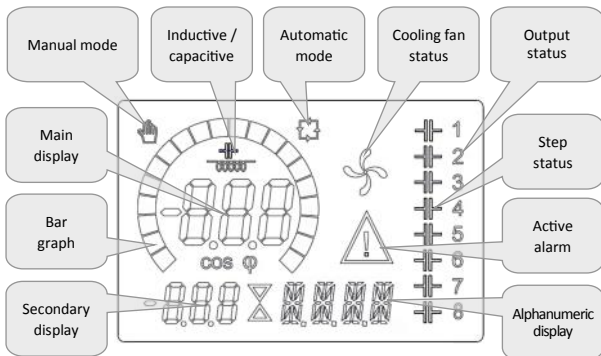 Manual mode
Inductive /
capacitive
Automatic
mode
Cooling fan
status
Output
status
Main
display
Bar
graph
Secondary
display
cos φ
1
2
3
4
5
6
7
8
Step
status
Active
alarm
Alphanumeric
display